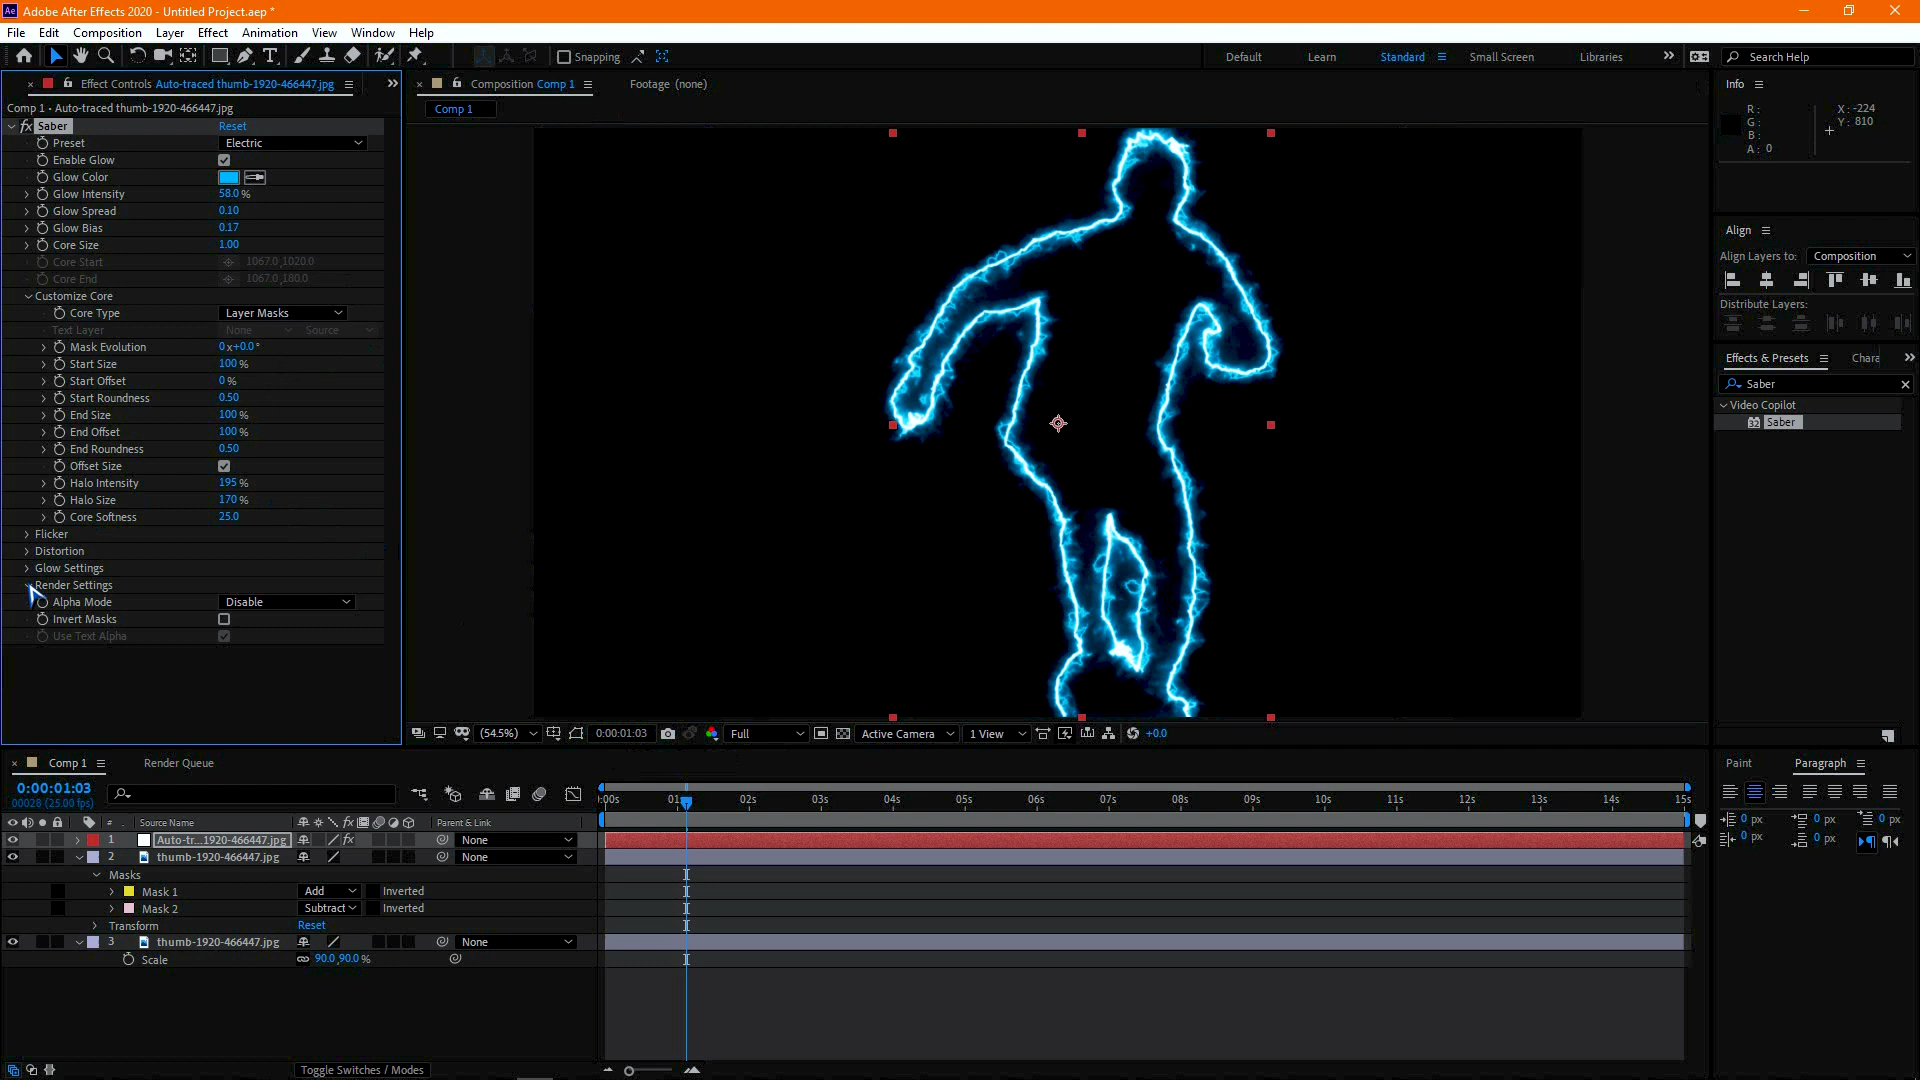 Adobe After Effects 2020 - Untitled Project.aep *
File Edit Composition Layer Effect Animation View Window Help
Snapping
Default Learn Standard Small Screen Libraries Search Help
Effect Controls Auto-traced thumb-1920-466447.jpg
Comp 1 • Auto-traced thumb-1920-466447.jpg
fx Saber Reset
Preset Electric
Enable Glow
Glow Color
Glow Intensity 58.0 %
Glow Spread 0.10
Glow Bias 0.17
Core Size 1.00
Core Start 1067.0,1020.0
Core End 1067.0,180.0
Customize Core
Core Type Layer Masks
Text Layer None Source
Mask Evolution 0 x+0.0 °
Start Size 100 %
Start Offset 0 %
Start Roundness 0.50
End Size 100 %
End Offset 100 %
End Roundness 0.50
Offset Size
Halo Intensity 195 %
Halo Size 170 %
Core Softness 25.0
Flicker
Distortion
Glow Settings
Render Settings
Alpha Mode Disable
Invert Masks
Use Text Alpha
Composition Comp 1 Footage (none)
Comp 1
(54.5%) 0:00:01:03 Full Active Camera 1 View +0.0
Info
R :
G :
B :
A : 0
X : -224
Y : 810
Align
Align Layers to: Composition
Distribute Layers:
Effects & Presets Chara
Saber
Video Copilot
32 Saber
Paint Paragraph
0 px 0 px 0 px
0 px 0 px
Comp 1 Render Queue
0:00:01:03
00028 (25.00 fps)
:00s 01 02s 03s 04s 05s 06s 07s 08s 09s 10s 11s 12s 13s 14s 15s
# Source Name fx Parent & Link
1 Auto-tr...1920-466447.jpg fx None
2 thumb-1920-466447.jpg None
Masks
Mask 1 Add Inverted
Mask 2 Subtract Inverted
Transform Reset
3 thumb-1920-466447.jpg None
Scale 90.0,90.0 %
Toggle Switches / Modes